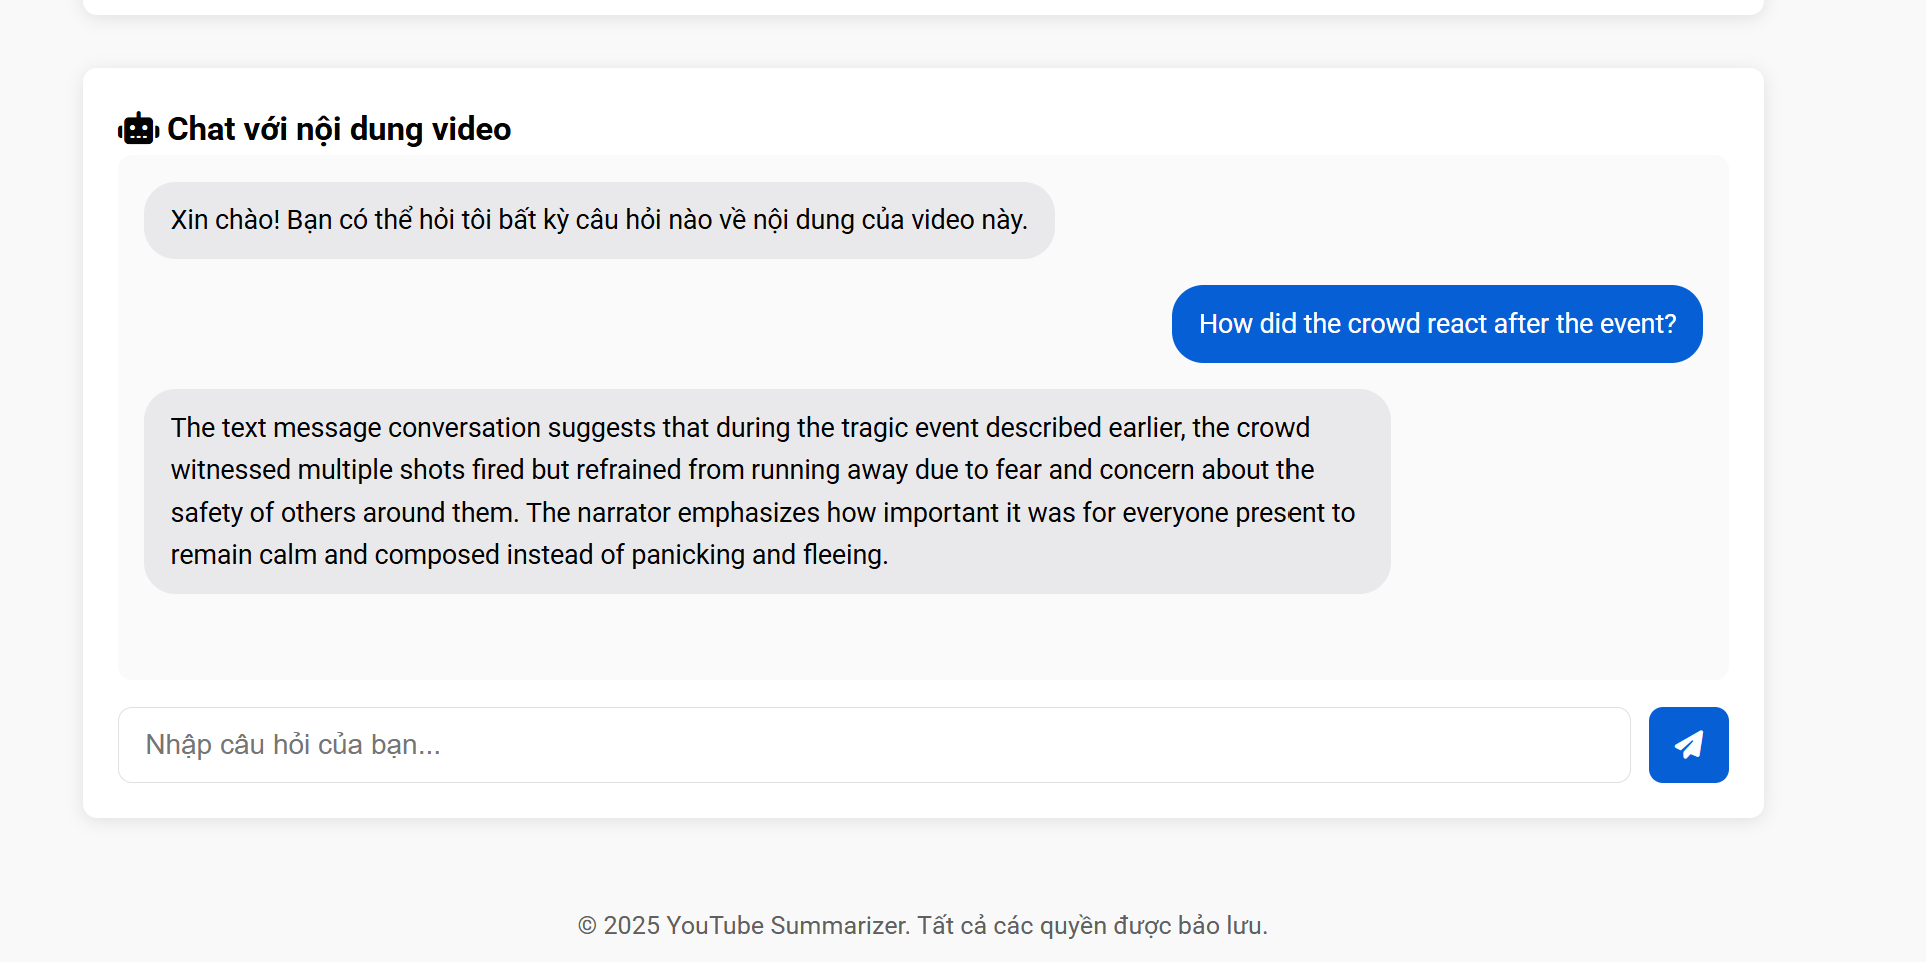 Chat với nội dung video
Xin chào! Bạn có thể hỏi tôi bất kỳ câu hỏi nào về nội dung của video này.
How did the crowd react after the event?
The text message conversation suggests that during the tragic event described earlier, the crowd
witnessed multiple shots fired but refrained from running away due to fear and concern about the
safety of others around them. The narrator emphasizes how important it was for everyone present to
remain calm and composed instead of panicking and fleeing.
Nhập câu hỏi của bạn...
© 2025 YouTube Summarizer. Tất cả các quyền được bảo lưu.